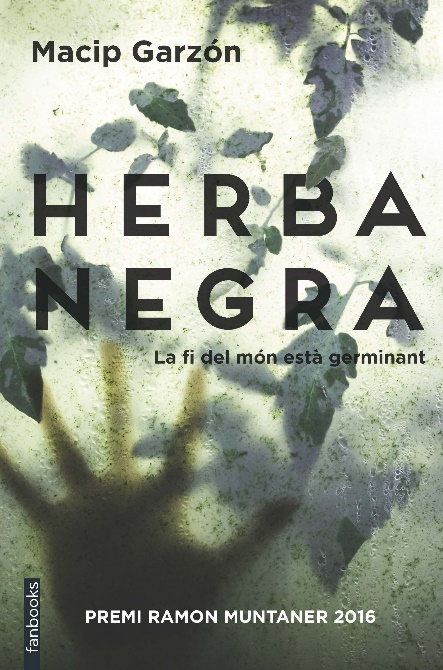 Macip Garzón
HERBA
NEGRA
La fi del món està germinant
PREMI RAMON MUNTANER 2016
fanbooks